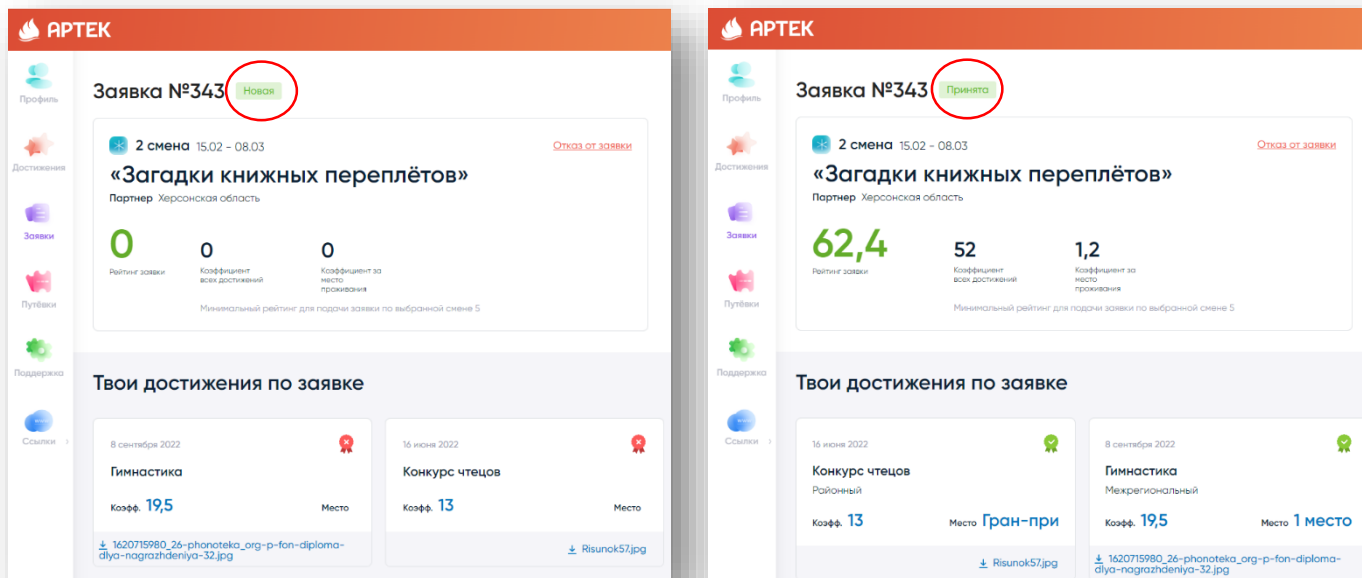 АРТЕК
Профиль
Достижения
Заявки
Путёвки
Поддержка
Ссылки
Заявка №343 Новая
2 смена 15.02 - 08.03 Отказ от заявки
«Загадки книжных переплётов»
Партнер Херсонская область
0 0 0
Рейтинг заявки
Коэффициент
всех достижений
Коэффициент за
место
проживания
Минимальный рейтинг для подачи заявки по выбранной смене 5
Твои достижения по заявке
8 сентября 2022
Гимнастика
Коэфф. 19,5 Место
1620715980_26-phonoteka_org-p-fon-diploma-
dlya-nagrazhdeniya-32.jpg
16 июня 2022
Конкурс чтецов
Коэфф. 13 Место
Risunok57.jpg
АРТЕК
Профиль
Достижения
Заявки
Путёвки
Поддержка
Ссылки
Заявка №343 Принята
2 смена 15.02 - 08.03 Отказ от заявки
«Загадки книжных переплётов»
Партнер Херсонская область
62,4 52 1,2
Рейтинг заявки
Коэффициент
всех достижений
Коэффициент за
место
проживания
Минимальный рейтинг для подачи заявки по выбранной смене 5
Твои достижения по заявке
16 июня 2022
Конкурс чтецов
Районный
Коэфф. 13 Место Гран-при
Risunok57.jpg
8 сентября 2022
Гимнастика
Межрегиональный
Коэфф. 19,5 Место 1 место
1620715980_26-phonoteka_org-p-fon-diploma-
dlya-nagrazhdeniya-32.jpg